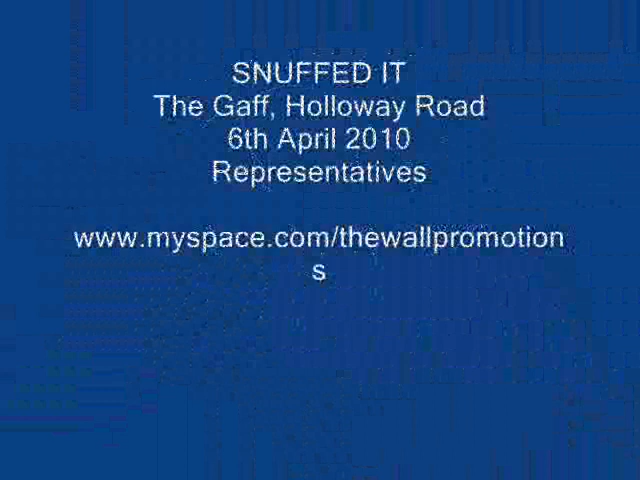 SNUFFED IT
The Gaff, Holloway Road
6th April 2010
Representatives
www.myspace.com/thewallpromotion
s